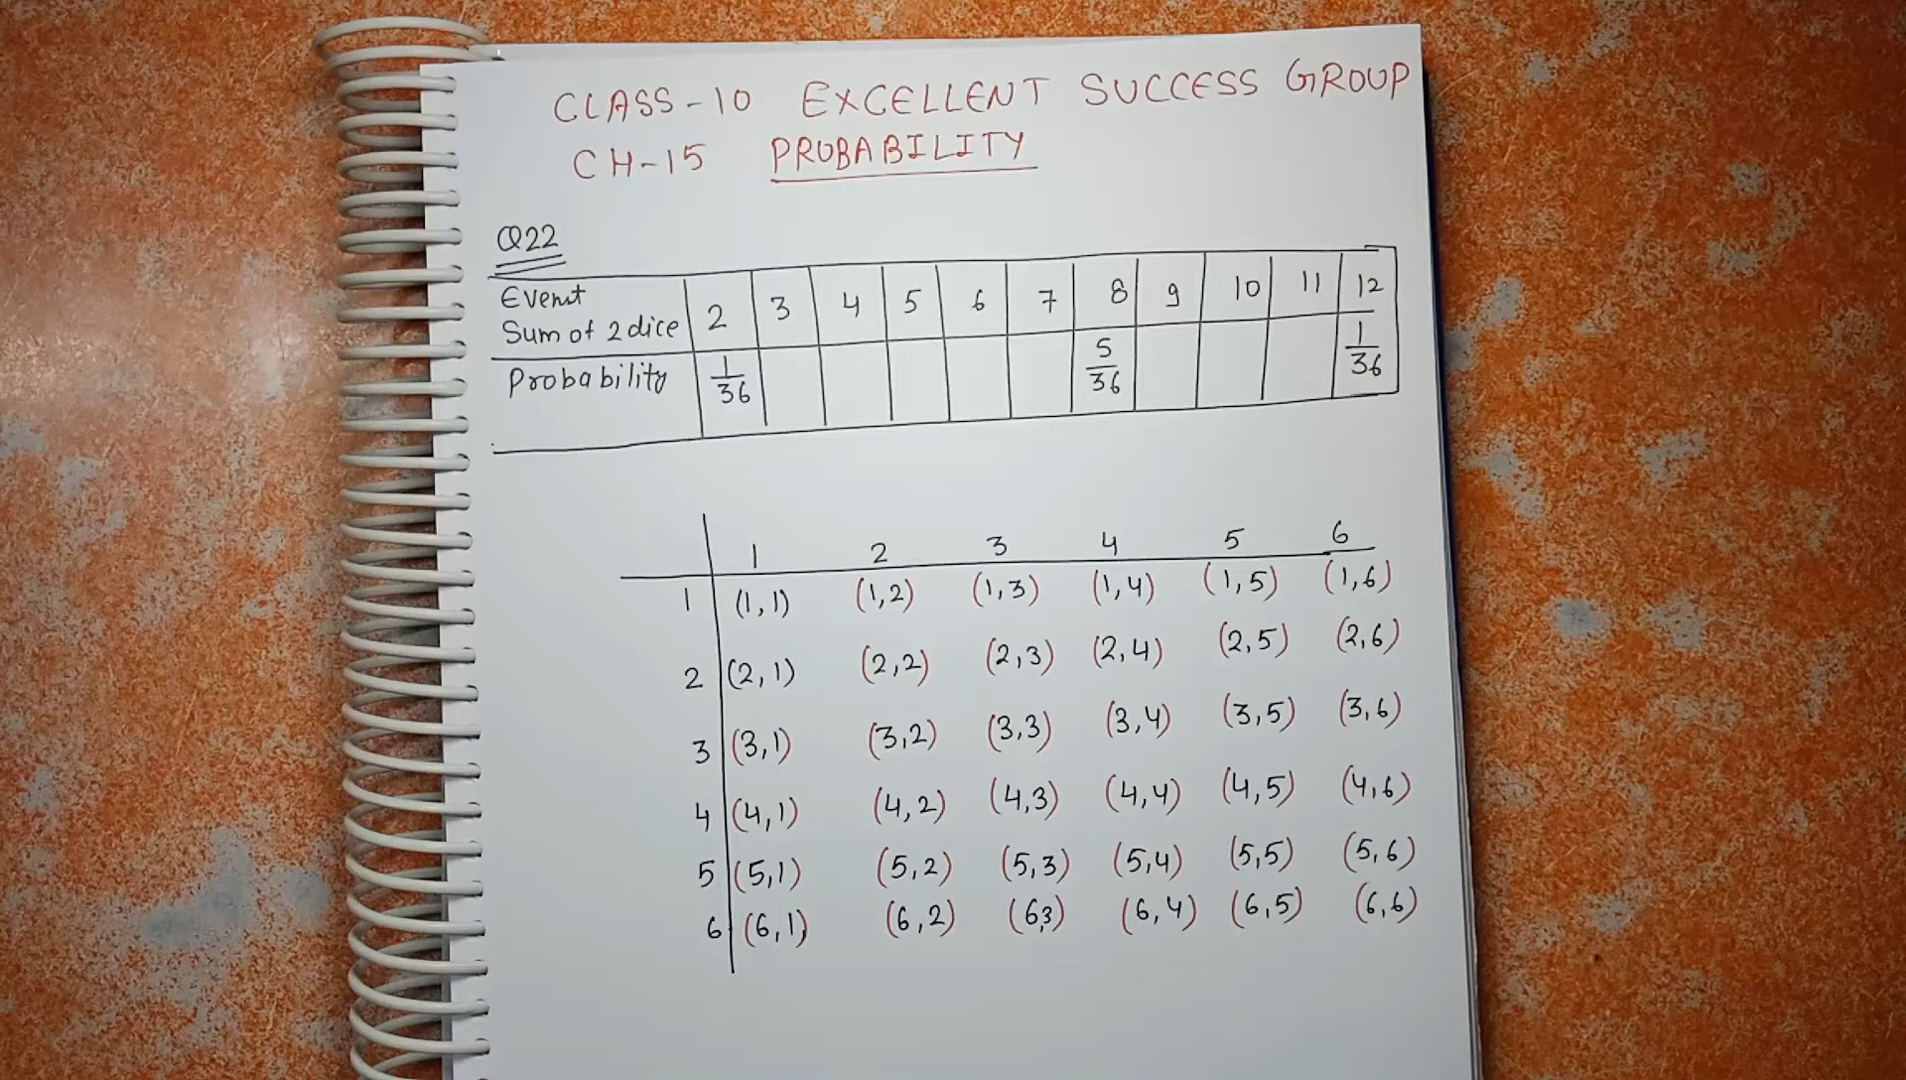 CLASS-10 EXCELLENT SUCCESS GROUP
CH-15 PROBABILITY
Q22
Event
Sum of 2 dice 2 3 4 5 6 7 8 9 10 11 12
Probability 1/36 5/36 1/36
1 2 3 4 5 6
1 (1,1) (1,2) (1,3) (1,4) (1,5) (1,6)
2 (2,1) (2,2) (2,3) (2,4) (2,5) (2,6)
3 (3,1) (3,2) (3,3) (3,4) (3,5) (3,6)
4 (4,1) (4,2) (4,3) (4,4) (4,5) (4,6)
5 (5,1) (5,2) (5,3) (5,4) (5,5) (5,6)
6 (6,1) (6,2) (6,3) (6,4) (6,5) (6,6)